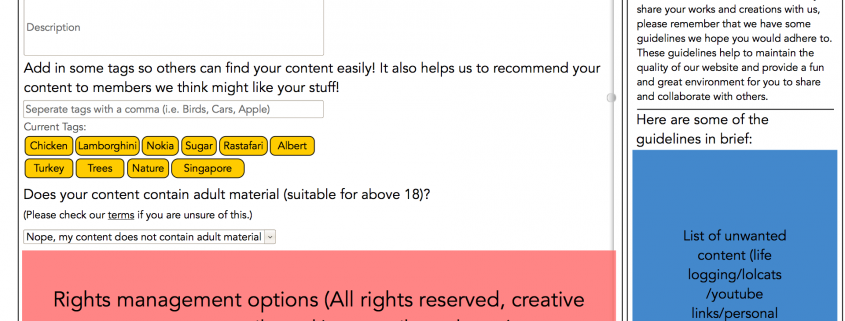 Description
Add in some tags so others can find your content easily! It also helps us to recommend your
content to members we think might like your stuff!
Seperate tags with a comma (i.e. Birds, Cars, Apple)
Current Tags:
Chicken Lamborghini Nokia Sugar Rastafari Albert
Turkey Trees Nature Singapore
Does your content contain adult material (suitable for above 18)?
(Please check our terms if you are unsure of this.)
Nope, my content does not contain adult material
Rights management options (All rights reserved, creative
share your works and creations with us,
please remember that we have some
guidelines we hope you would adhere to.
These guidelines help to maintain the
quality of our website and provide a fun
and great environment for you to share
and collaborate with others.
Here are some of the
guidelines in brief:
List of unwanted
content (life
logging/lolcats
/youtube
links/personal